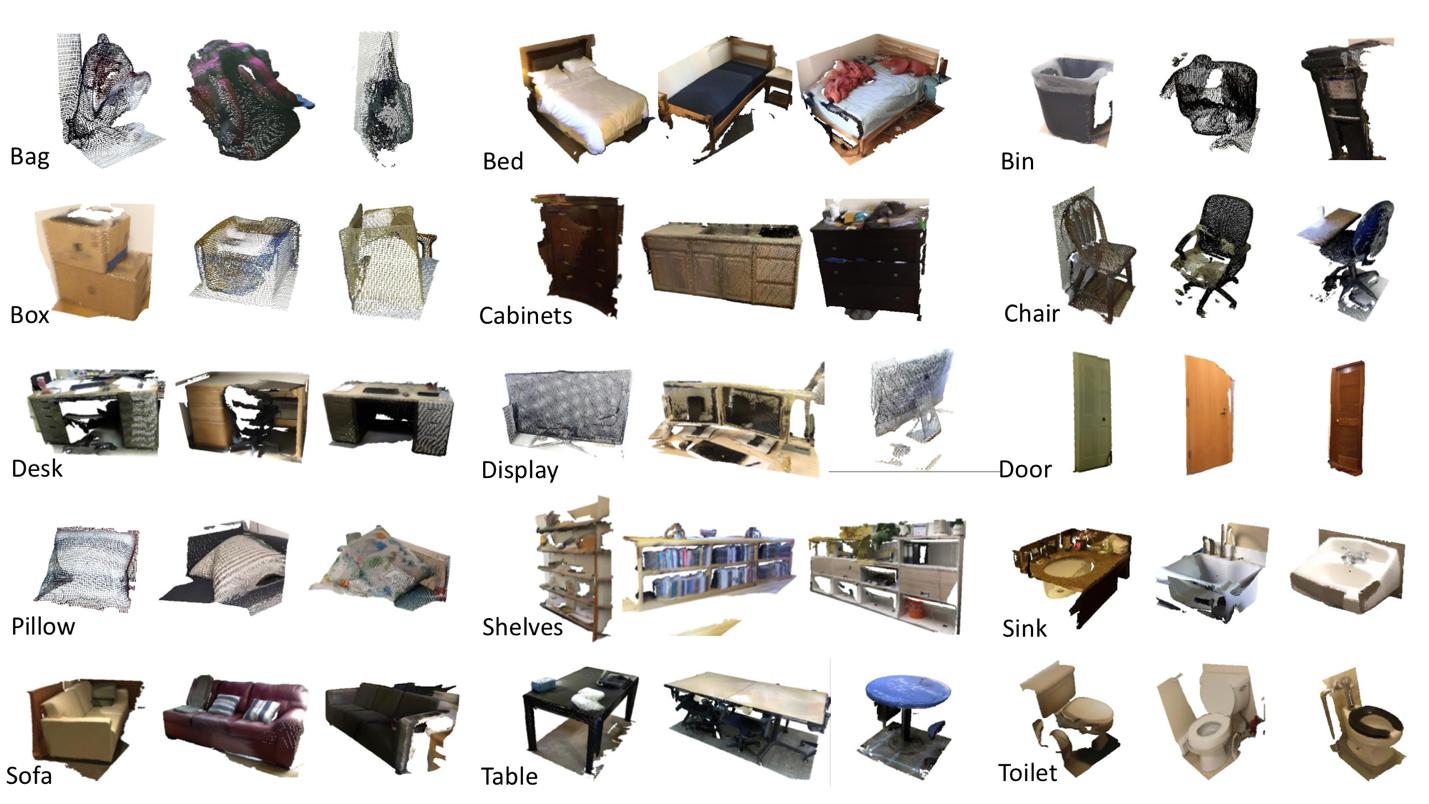 Bag
Bed
Bin
Box
Cabinets
Chair
Desk
Display
Door
Pillow
Shelves
Sink
Sofa
Table
Toilet